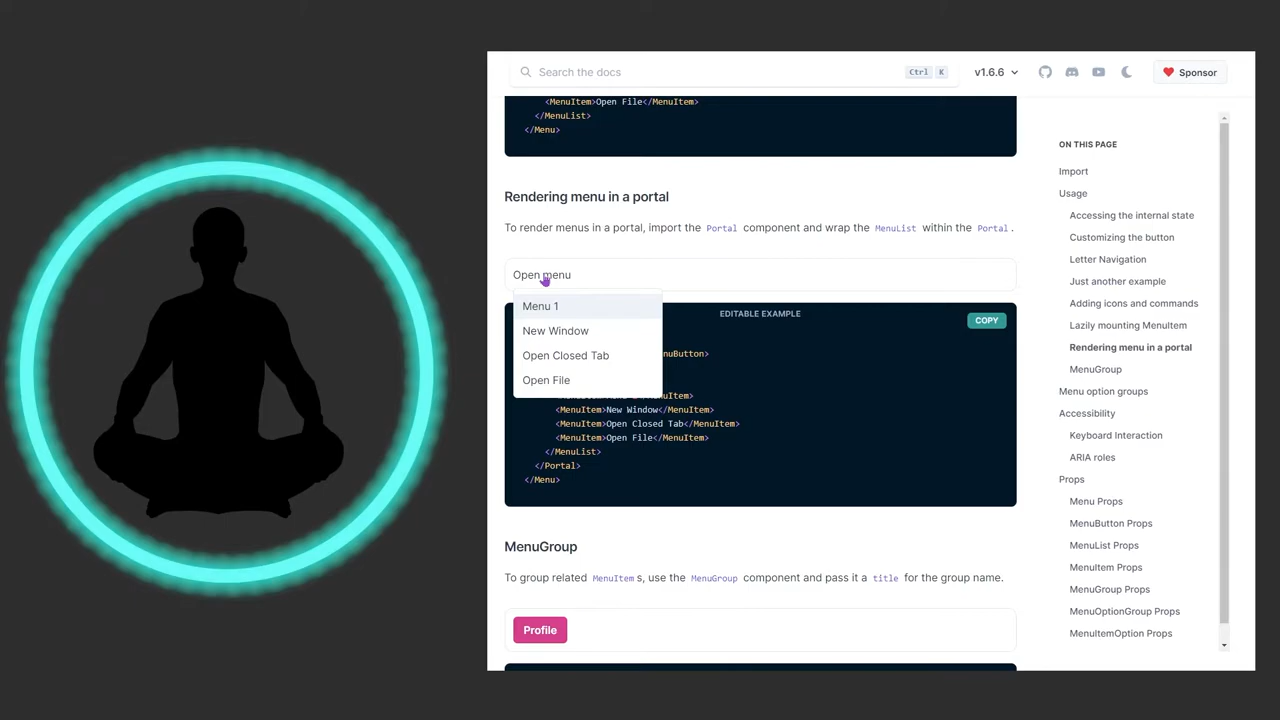 Search the docs
Ctrl K
v1.6.6
Sponsor
<MenuItem>Open File</MenuItem>
</MenuList>
</Menu>
Rendering menu in a portal
To render menus in a portal, import the Portal component and wrap the MenuList within the Portal.
Open menu
Menu 1
New Window
Open Closed Tab
Open File
EDITABLE EXAMPLE
COPY
nuButton>
<MenuItem>New Window</MenuItem>
<MenuItem>Open Closed Tab</MenuItem>
<MenuItem>Open File</MenuItem>
</MenuList>
</Portal>
</Menu>
MenuGroup
To group related MenuItem s, use the MenuGroup component and pass it a title for the group name.
Profile
ON THIS PAGE
Import
Usage
Accessing the internal state
Customizing the button
Letter Navigation
Just another example
Adding icons and commands
Lazily mounting MenuItem
Rendering menu in a portal
MenuGroup
Menu option groups
Accessibility
Keyboard Interaction
ARIA roles
Props
Menu Props
MenuButton Props
MenuList Props
MenuItem Props
MenuGroup Props
MenuOptionGroup Props
MenuItemOption Props